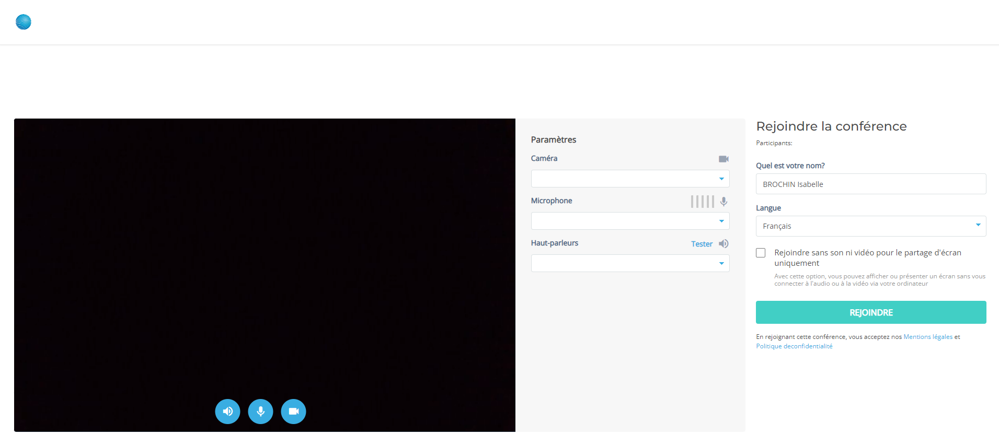 Paramètres
Caméra
Microphone
Haut-parleurs
Tester
Rejoindre la conférence
Participants:
Quel est votre nom?
BROCHIN Isabelle
Langue
Français
Rejoindre sans son ni vidéo pour le partage d'écran
uniquement
Avec cette option, vous pouvez afficher ou présenter un écran sans vous
connecter à l'audio ou à la vidéo via votre ordinateur
REJOINDRE
En rejoignant cette conférence, vous acceptez nos Mentions légales et
Politique deconfidentialité